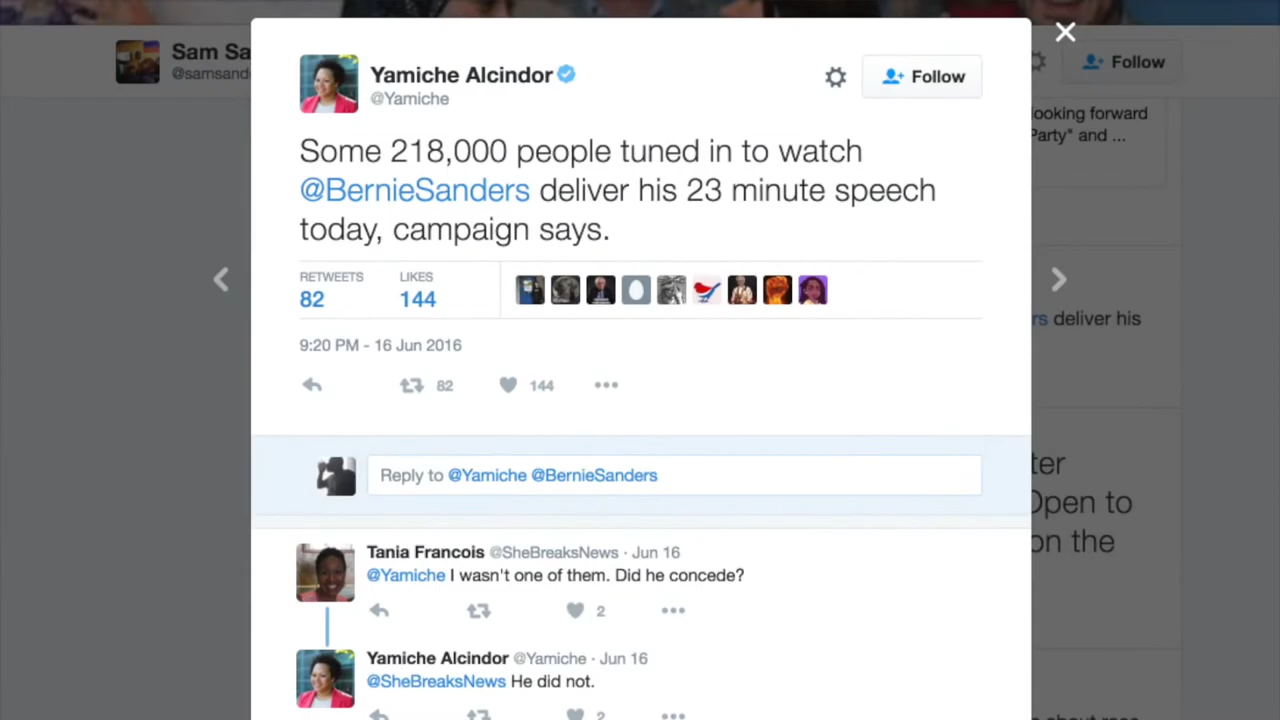 Sam Sa
@samsand
Yamiche Alcindor
@Yamiche
Follow
Follow
ooking forward
Party" and ...
Some 218,000 people tuned in to watch
@BernieSanders deliver his 23 minute speech
today, campaign says.
RETWEETS LIKES
82 144
rs deliver his
9:20 PM - 16 Jun 2016
82 144
ter
Open to
on the
Reply to @Yamiche @BernieSanders
Tania Francois @SheBreaksNews · Jun 16
@Yamiche I wasn't one of them. Did he concede?
2
Yamiche Alcindor @Yamiche · Jun 16
@SheBreaksNews He did not.
2